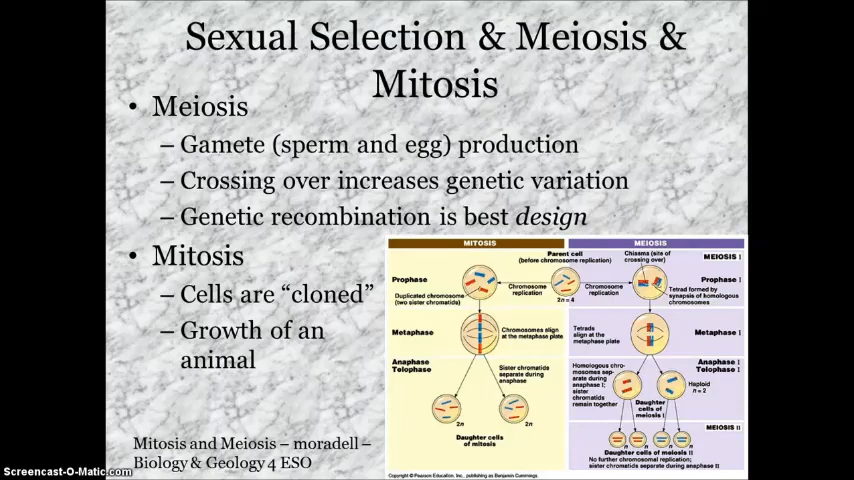 Sexual Selection & Meiosis &
Mitosis
• Meiosis
– Gamete (sperm and egg) production
– Crossing over increases genetic variation
– Genetic recombination is best design
• Mitosis
– Cells are “cloned”
– Growth of an
animal
MITOSIS
MEIOSIS
Parent cell
(before chromosome replication)
Chiasma (site of
crossing over)
MEIOSIS I
Prophase
Duplicated chromosome
(two sister chromatids)
Chromosome
replication
2n = 4
Chromosome
replication
Tetrad formed by
synapsis of homologous
chromosomes
Prophase I
Metaphase
Chromosomes align
at the metaphase plate
Tetrads
align at the
metaphase plate
Metaphase I
Anaphase
Telophase
Sister chromatids
separate during
anaphase
2n
2n
Daughter cells
of mitosis
Homologous chro-
mosomes sep-
arate during
anaphase I;
sister
chromatids
remain together
Anaphase I
Telophase I
Haploid
n = 2
Daughter
cells of
meiosis I
MEIOSIS II
n
n
n
n
Daughter cells of meiosis II
No further chromosomal replication;
sister chromatids separate during anaphase II
Mitosis and Meiosis – moradell –
Biology & Geology 4 ESO
Copyright © Pearson Education, Inc., publishing as Benjamin Cummings.
Screencast-O-Matic.com